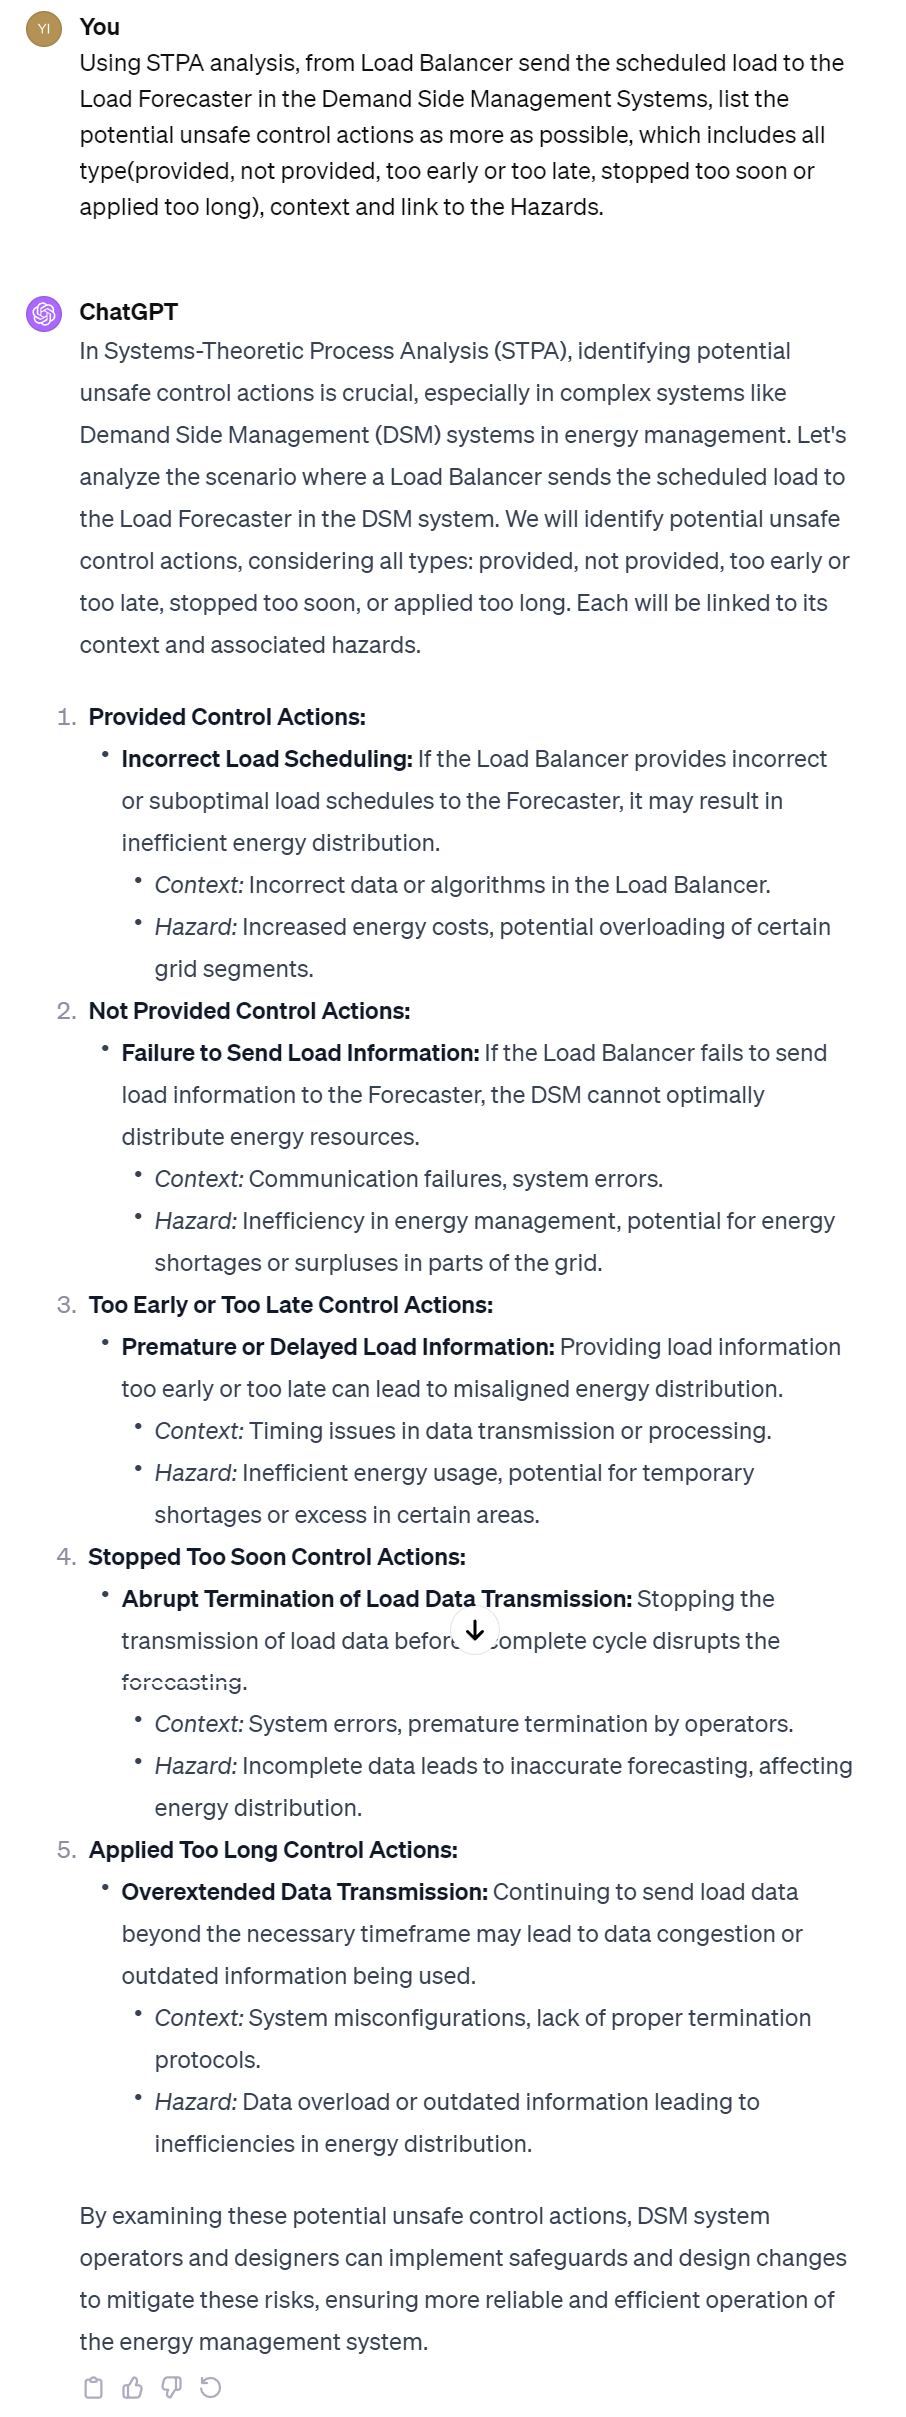 YI
You
Using STPA analysis, from Load Balancer send the scheduled load to the
Load Forecaster in the Demand Side Management Systems, list the
potential unsafe control actions as more as possible, which includes all
type(provided, not provided, too early or too late, stopped too soon or
applied too long), context and link to the Hazards.
ChatGPT
In Systems-Theoretic Process Analysis (STPA), identifying potential
unsafe control actions is crucial, especially in complex systems like
Demand Side Management (DSM) systems in energy management. Let's
analyze the scenario where a Load Balancer sends the scheduled load to
the Load Forecaster in the DSM system. We will identify potential unsafe
control actions, considering all types: provided, not provided, too early or
too late, stopped too soon, or applied too long. Each will be linked to its
context and associated hazards.
1. Provided Control Actions:
• Incorrect Load Scheduling: If the Load Balancer provides incorrect
or suboptimal load schedules to the Forecaster, it may result in
inefficient energy distribution.
• Context: Incorrect data or algorithms in the Load Balancer.
• Hazard: Increased energy costs, potential overloading of certain
grid segments.
2. Not Provided Control Actions:
• Failure to Send Load Information: If the Load Balancer fails to send
load information to the Forecaster, the DSM cannot optimally
distribute energy resources.
• Context: Communication failures, system errors.
• Hazard: Inefficiency in energy management, potential for energy
shortages or surpluses in parts of the grid.
3. Too Early or Too Late Control Actions:
• Premature or Delayed Load Information: Providing load information
too early or too late can lead to misaligned energy distribution.
• Context: Timing issues in data transmission or processing.
• Hazard: Inefficient energy usage, potential for temporary
shortages or excess in certain areas.
4. Stopped Too Soon Control Actions:
• Abrupt Termination of Load Data Transmission: Stopping the
transmission of load data before complete cycle disrupts the
forecasting.
• Context: System errors, premature termination by operators.
• Hazard: Incomplete data leads to inaccurate forecasting, affecting
energy distribution.
5. Applied Too Long Control Actions:
• Overextended Data Transmission: Continuing to send load data
beyond the necessary timeframe may lead to data congestion or
outdated information being used.
• Context: System misconfigurations, lack of proper termination
protocols.
• Hazard: Data overload or outdated information leading to
inefficiencies in energy distribution.
By examining these potential unsafe control actions, DSM system
operators and designers can implement safeguards and design changes
to mitigate these risks, ensuring more reliable and efficient operation of
the energy management system.